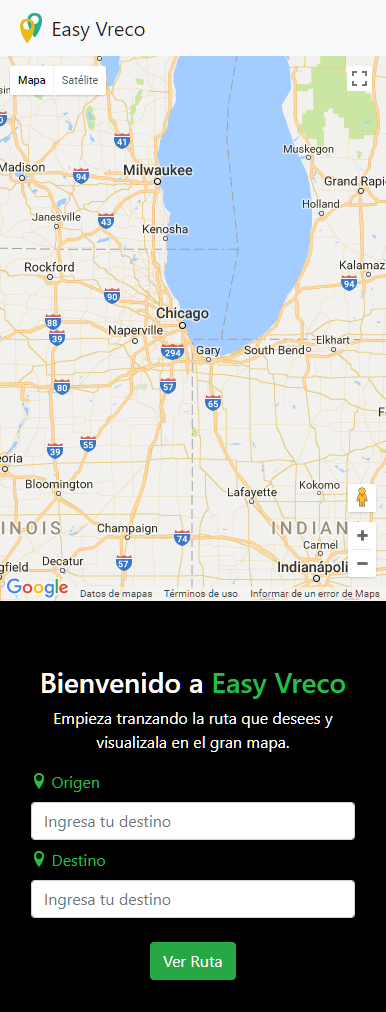 Easy Vreco
Mapa Satélite
Muskegon
Madison
41
Milwaukee
94
Grand Rapi
Holland
Janesville
43
Kenosha
Rockford
Kalamaz
94
90
Chicago
88
Naperville
39
294
Elkhart
Gary
South Bend
80
57
65
55
39
eoria
Bloomington
Kokomo
Lafayette
INOIS
Champaign
INDIAN
74
Carmel
57
Decatur
Indianápoli
gfield
Google
Datos de mapas Términos de uso Informar de un error de Maps
Bienvenido a Easy Vreco
Empieza tranzando la ruta que desees y
visualizala en el gran mapa.
Origen
Ingresa tu destino
Destino
Ingresa tu destino
Ver Ruta